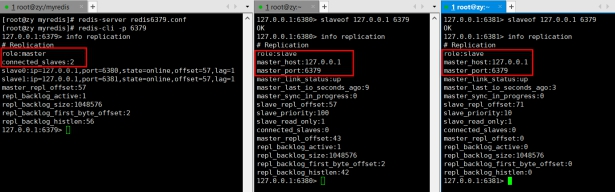 1 root@zy:/myredis
[root@zy myredis]# redis-server redis6379.conf
[root@zy myredis]# redis-cli -p 6379
127.0.0.1:6379> info replication
# Replication
role:master
connected_slaves:2
slave0:ip=127.0.0.1,port=6380,state=online,offset=57,lag=1
slave1:ip=127.0.0.1,port=6381,state=online,offset=57,lag=1
master_repl_offset:57
repl_backlog_active:1
repl_backlog_size:1048576
repl_backlog_first_byte_offset:2
repl_backlog_histlen:56
127.0.0.1:6379>
1 root@zy:~
127.0.0.1:6380> slaveof 127.0.0.1 6379
OK
127.0.0.1:6380> info replication
# Replication
role:slave
master_host:127.0.0.1
master_port:6379
master_link_status:up
master_last_io_seconds_ago:9
master_sync_in_progress:0
slave_repl_offset:57
slave_priority:100
slave_read_only:1
connected_slaves:0
master_repl_offset:43
repl_backlog_active:1
repl_backlog_size:1048576
repl_backlog_first_byte_offset:2
repl_backlog_histlen:42
127.0.0.1:6380>
1 root@zy:~
127.0.0.1:6381> slaveof 127.0.0.1 6379
OK
127.0.0.1:6381> info replication
# Replication
role:slave
master_host:127.0.0.1
master_port:6379
master_link_status:up
master_last_io_seconds_ago:3
master_sync_in_progress:0
slave_repl_offset:71
slave_priority:10
slave_read_only:1
connected_slaves:0
master_repl_offset:0
repl_backlog_active:0
repl_backlog_size:1048576
repl_backlog_first_byte_offset:0
repl_backlog_histlen:0
127.0.0.1:6381>